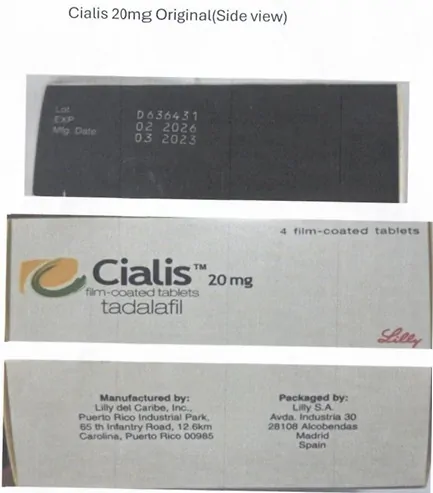 Cialis 20mg Original(Side view)
Lot D636431
EXP 02 2026
Mfg. Date 03 2023
4 film-coated tablets
Cialis™ 20 mg
film-coated tablets
tadalafil
Lilly
Manufactured by:
Lilly del Caribe, Inc.,
Puerto Rico Industrial Park,
65 th Infantry Road, 12.6km
Carolina, Puerto Rico 00985
Packaged by:
Lilly S.A.
Avda. Industria 30
28108 Alcobendas
Madrid
Spain